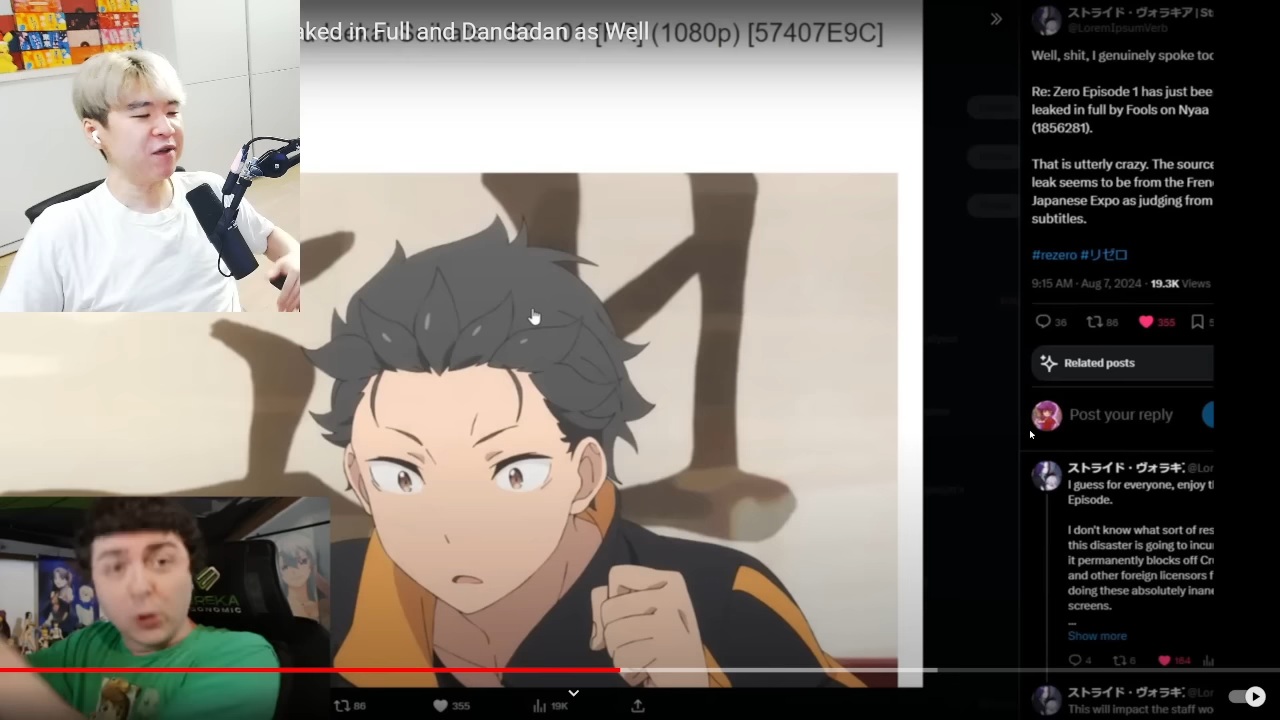 aked in Full and Dandadan as Well
(1080p) [57407E9C]
ストライド・ヴォラキア | St
@LoremIpsumVerb
Well, shit, I genuinely spoke too
Re: Zero Episode 1 has just bee
leaked in full by Fools on Nyaa
(1856281).
That is utterly crazy. The source
leak seems to be from the Fren
Japanese Expo as judging from
subtitles.
#rezero #リゼロ
9:15 AM · Aug 7, 2024 · 19.3K Views
36
86
355
5
Related posts
Post your reply
ストライド・ヴォラキ @Lor
I guess for everyone, enjoy t
Episode.
I don't know what sort of res
this disaster is going to incu
it permanently blocks off Cr
and other foreign licensors f
doing these absolutely inane
screens.
—
Show more
4
6
164
ストライド・ヴォラキ @Lor
This will impact the staff wo
86
355
19K
EREKA
ERGONOMIC